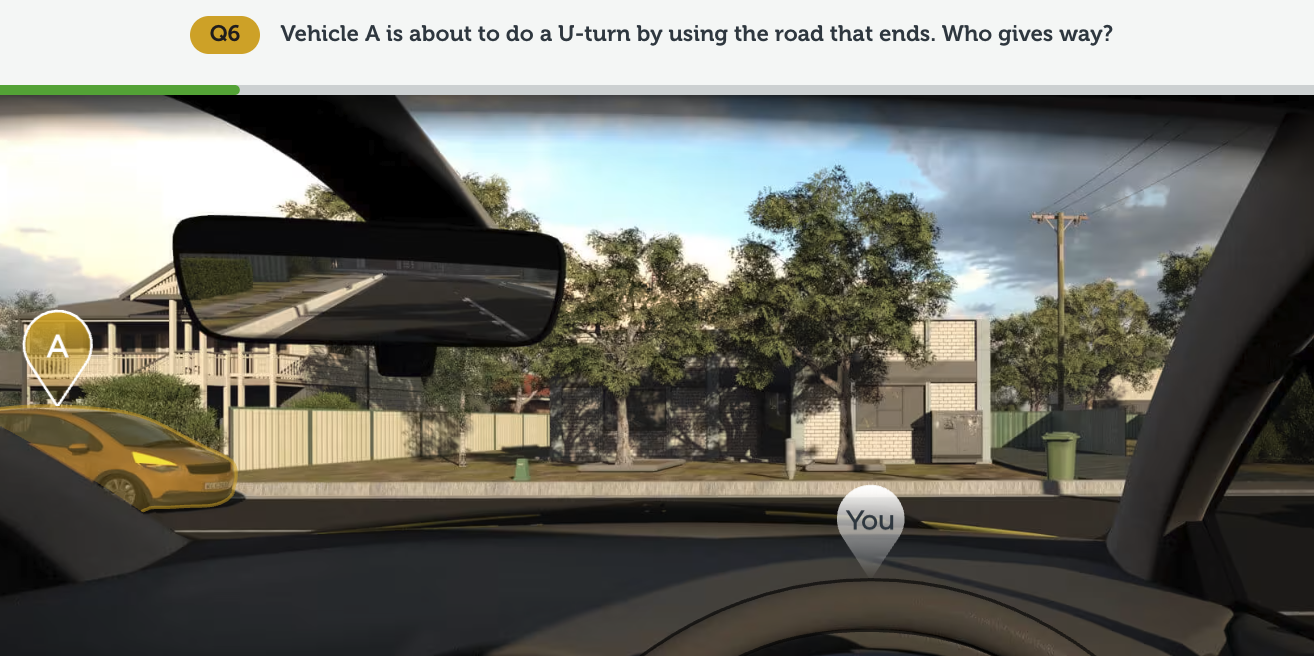 Q6 Vehicle A is about to do a U-turn by using the road that ends. Who gives way?
A
You